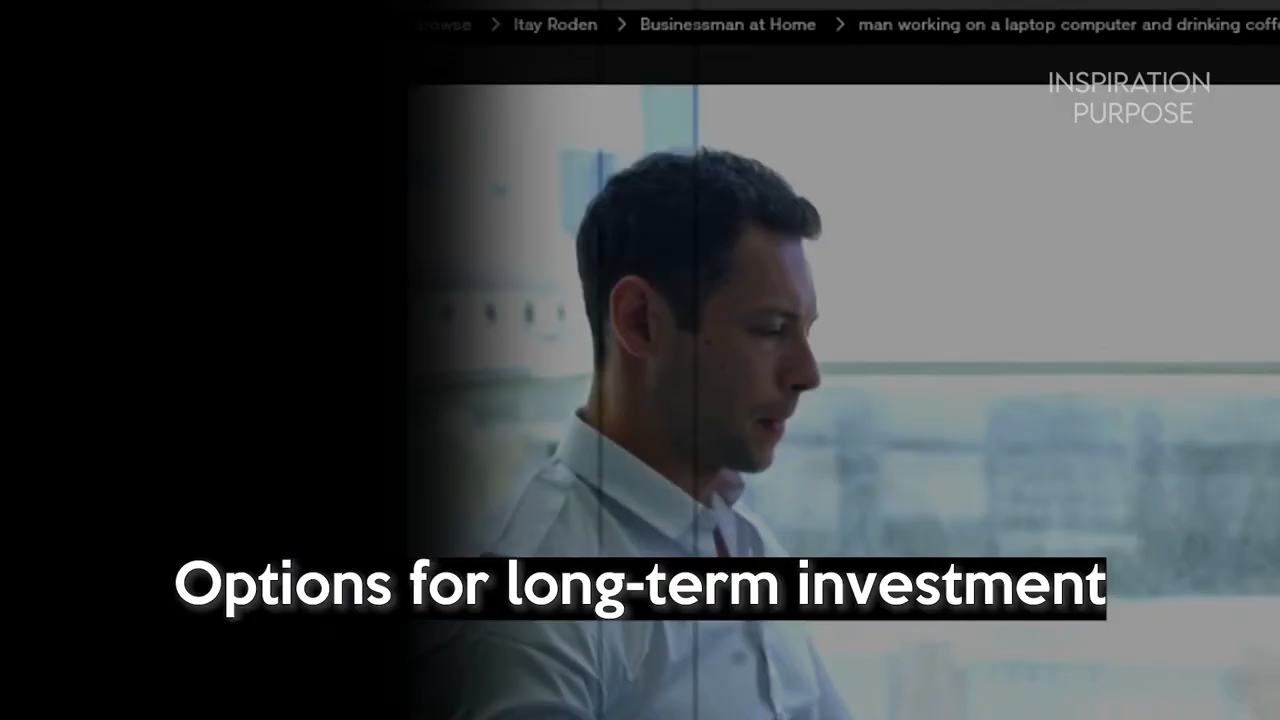 Browse > Itay Roden > Businessman at Home > man working on a laptop computer and drinking coff
INSPIRATION
PURPOSE
Options for long-term investment